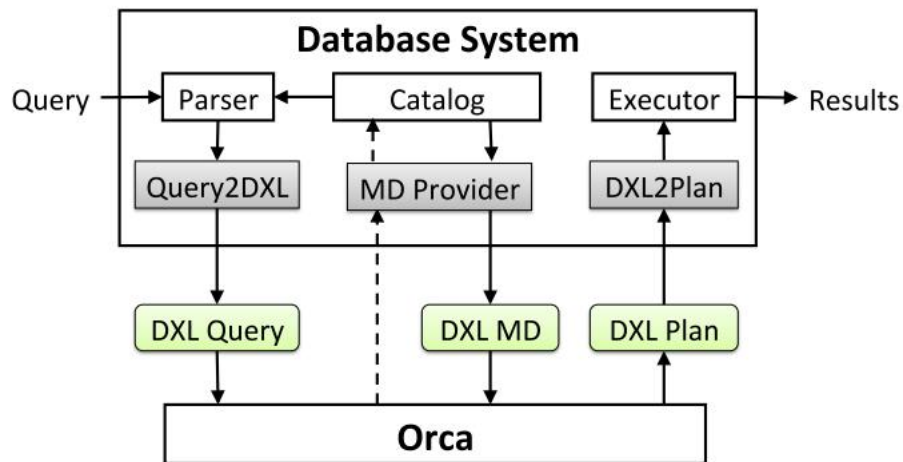 Database System
Query
Parser
Catalog
Executor
Results
Query2DXL
MD Provider
DXL2Plan
DXL Query
DXL MD
DXL Plan
Orca